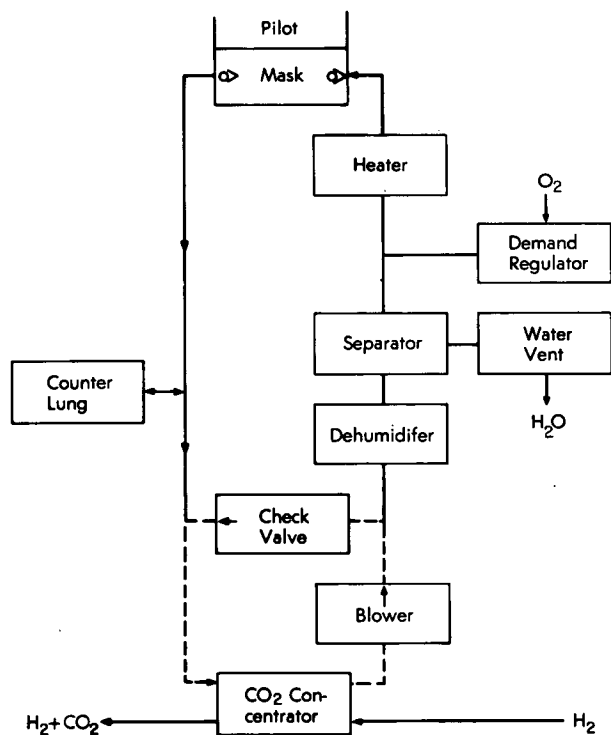 Pilot
Mask
Heater
O2
Demand
Regulator
Separator
Water
Vent
Counter
Lung
H2O
Dehumidifer
Check
Valve
Blower
CO2 Con-
centrator
H2+CO2
H2